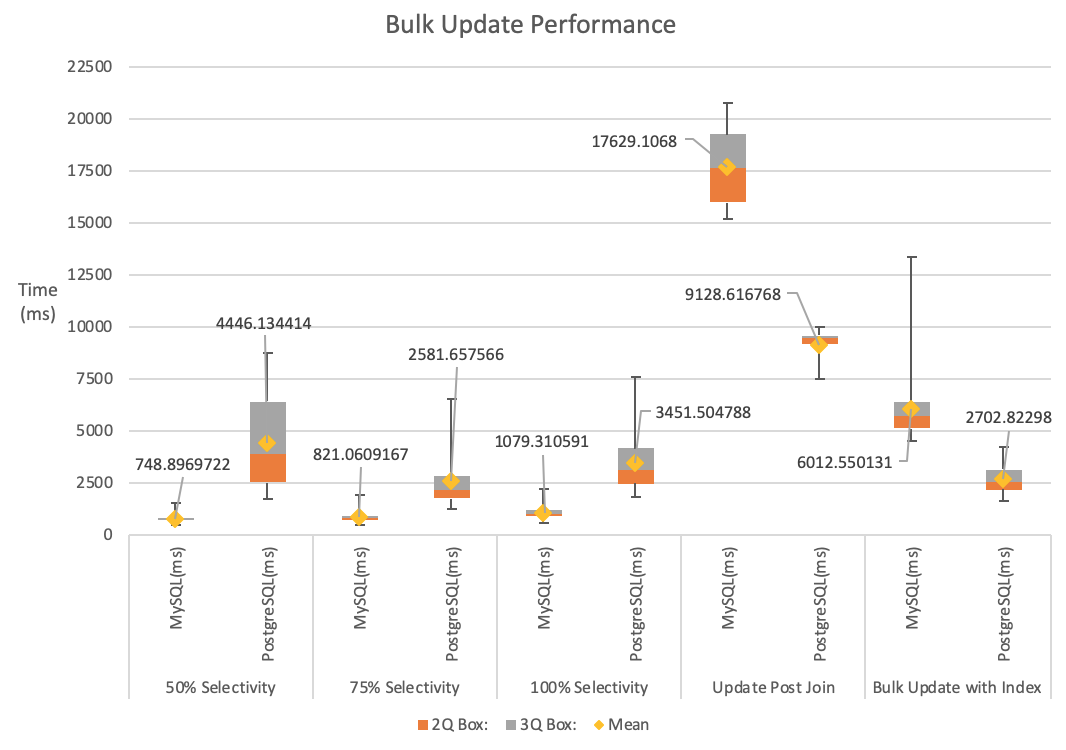 Bulk Update Performance
22500
20000
17500
15000
12500
10000
7500
5000
2500
0
Time
(ms)
748.8969722
4446.134414
821.0609167
2581.657566
1079.310591
3451.504788
17629.1068
9128.616768
6012.550131
2702.82298
MySQL(ms)
PostgreSQL(ms)
MySQL(ms)
PostgreSQL(ms)
MySQL(ms)
PostgreSQL(ms)
MySQL(ms)
PostgreSQL(ms)
MySQL(ms)
PostgreSQL(ms)
50% Selectivity
75% Selectivity
100% Selectivity
Update Post Join
Bulk Update with Index
2Q Box:
3Q Box:
Mean